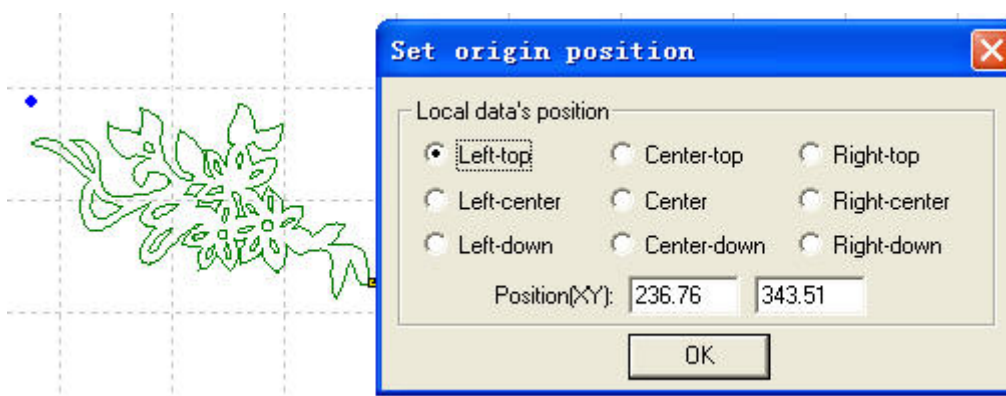 Set origin position
Local data's position
Left-top Center-top Right-top
Left-center Center Right-center
Left-down Center-down Right-down
Position(XY): 236.76 343.51
OK